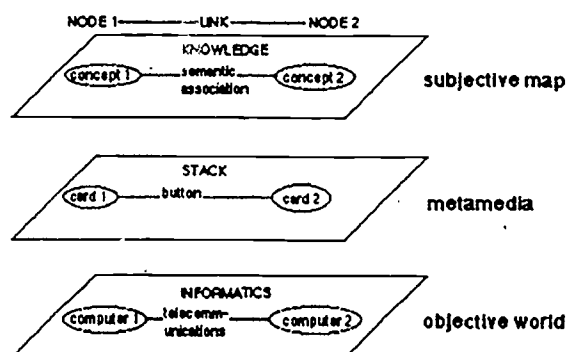 NODE 1 LINK NODE 2
KNOWLEDGE
concept 1 semantic association concept 2
subjective map
STACK
card 1 button card 2
metamedia
INFORMATICS
computer 1 telecomm-unications computer 2
objective world